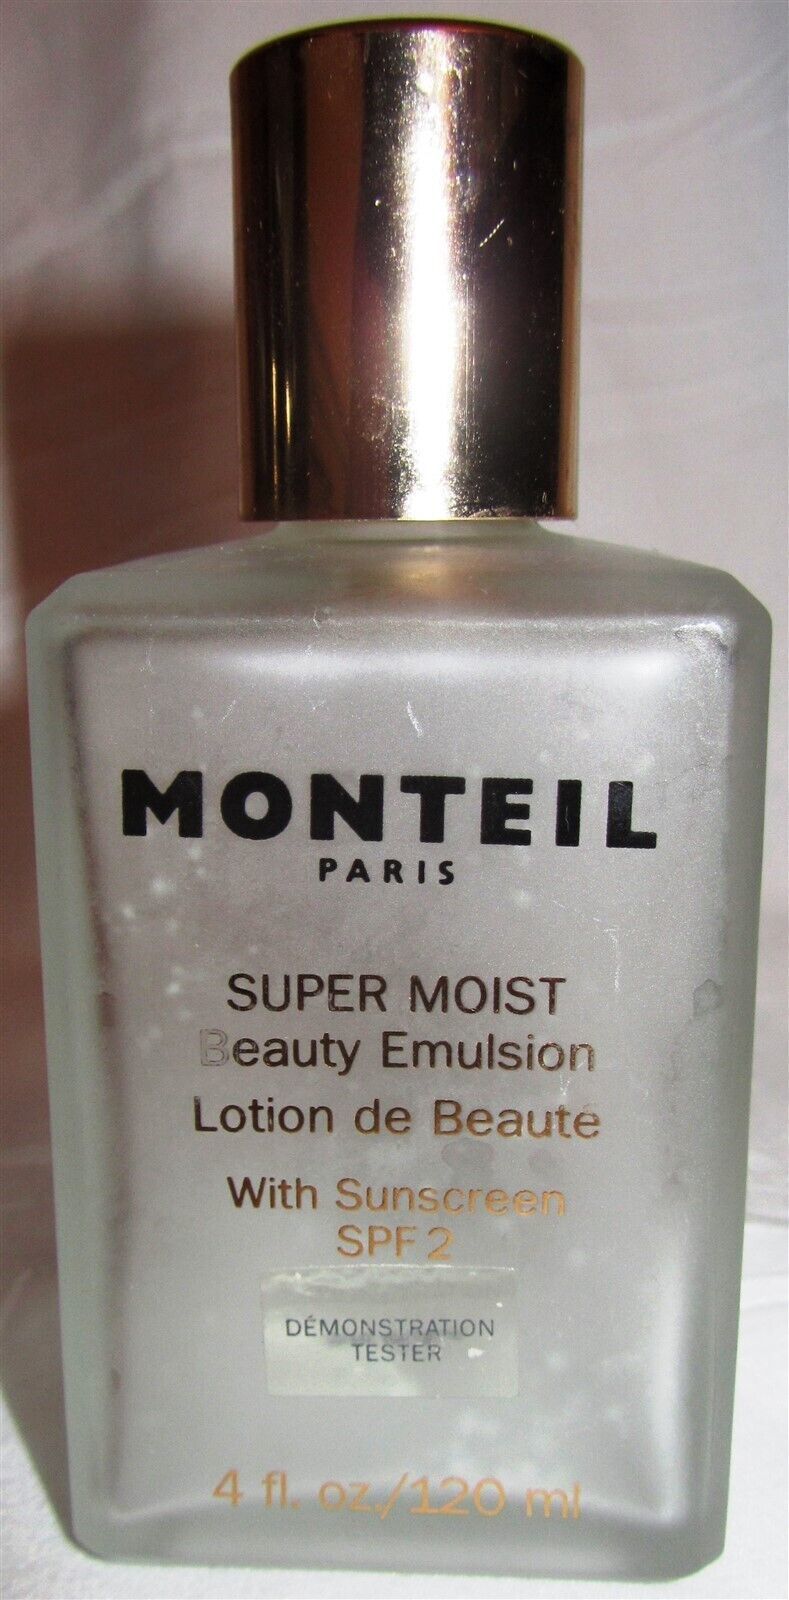 MONTEIL
PARIS
SUPER MOIST
Beauty Emulsion
Lotion de Beauté
With Sunscreen
SPF 2
DÉMONSTRATION
TESTER
4 fl. oz./120 ml